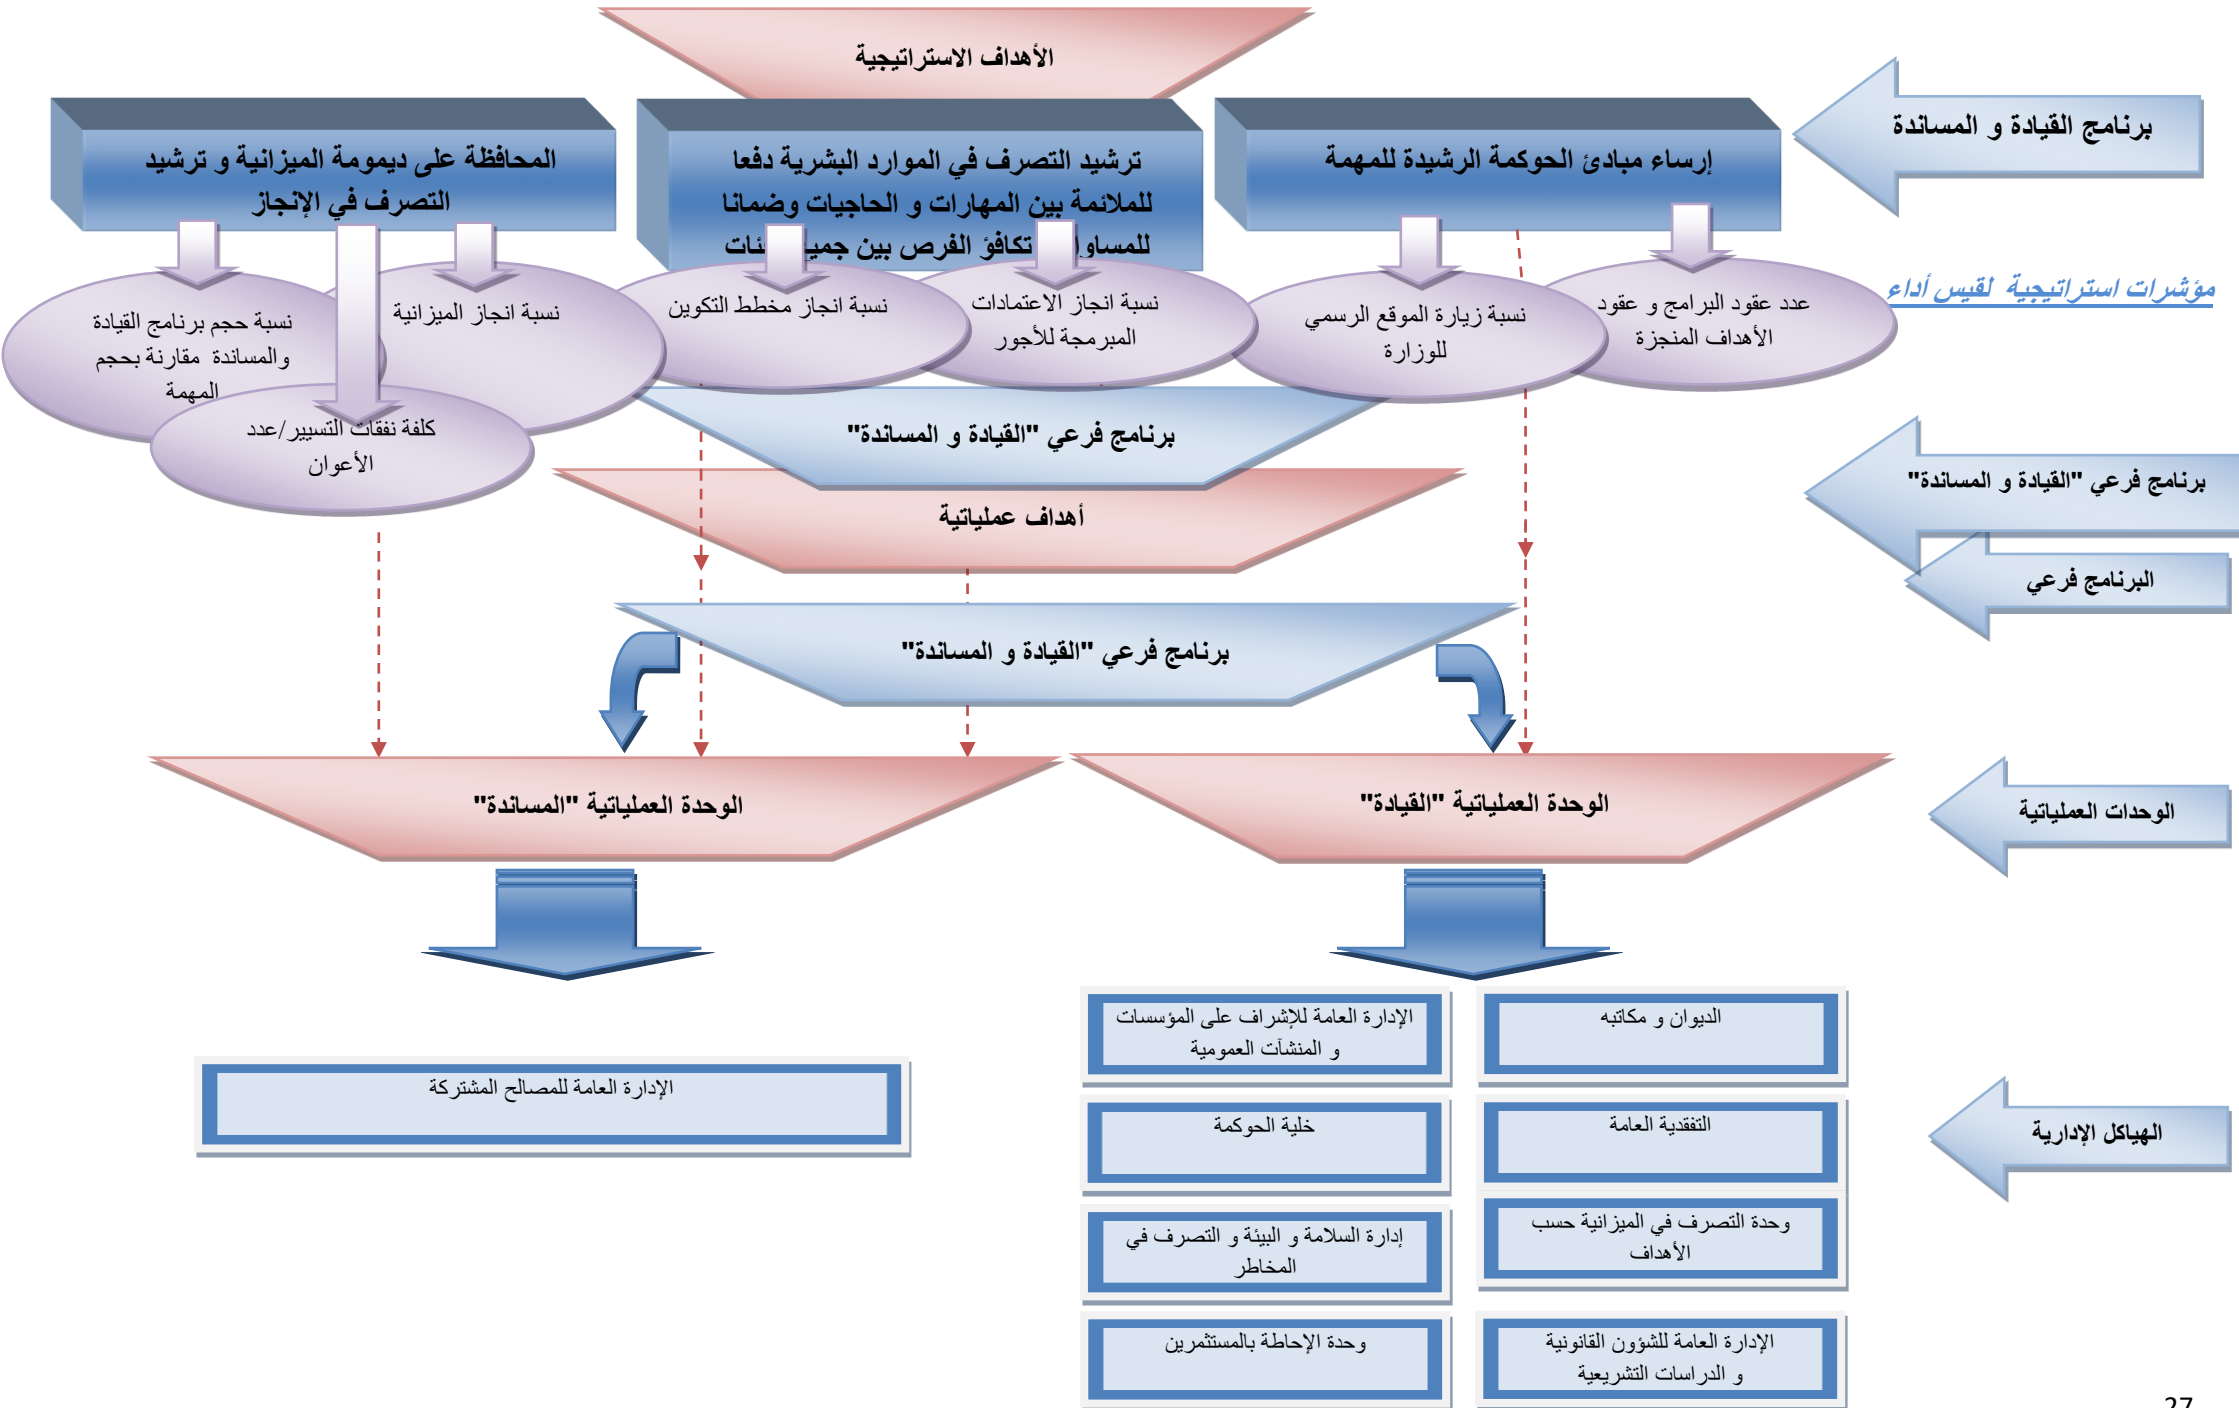 الأهداف الاستراتيجية
برنامج القيادة و المساندة
إرساء مبادئ الحوكمة الرشيدة للمهمة
ترشيد التصرف في الموارد البشرية دفعا
للملائمة بين المهارات و الحاجيات وضمانا
تكافؤ الفرص بين
المحافظة على ديمومة الميزانية و ترشيد
التصرف في الإنجاز
مؤشرات استراتيجية لقيس أداء
عدد عقود البرامج و عقود
الأهداف المنجزة
نسبة زيارة الموقع الرسمي
للوزارة
نسبة انجاز الاعتمادات
المبرمجة للأجور
نسبة انجاز مخطط التكوين
نسبة انجاز الميزانية
نسبة حجم برنامج القيادة
والمساندة مقارنة بحجم
المهمة
كلفة نفقات التسيير/عدد
الأعوان
برنامج فرعي "القيادة و المساندة"
برنامج فرعي "القيادة و المساندة"
أهداف عملياتية
البرنامج فرعي
برنامج فرعي "القيادة و المساندة"
الوحدات العملياتية
الوحدة العملياتية "القيادة"
الوحدة العملياتية "المساندة"
الهياكل الإدارية
الديوان و مكاتبه
الإدارة العامة للإشراف على المؤسسات
و المنشآت العمومية
التفقدية العامة
خلية الحوكمة
وحدة التصرف في الميزانية حسب
الأهداف
إدارة السلامة و البيئة و التصرف في
المخاطر
الإدارة العامة للشؤون القانونية
و الدراسات التشريعية
وحدة الإحاطة بالمستثمرين
الإدارة العامة للمصالح المشتركة
27